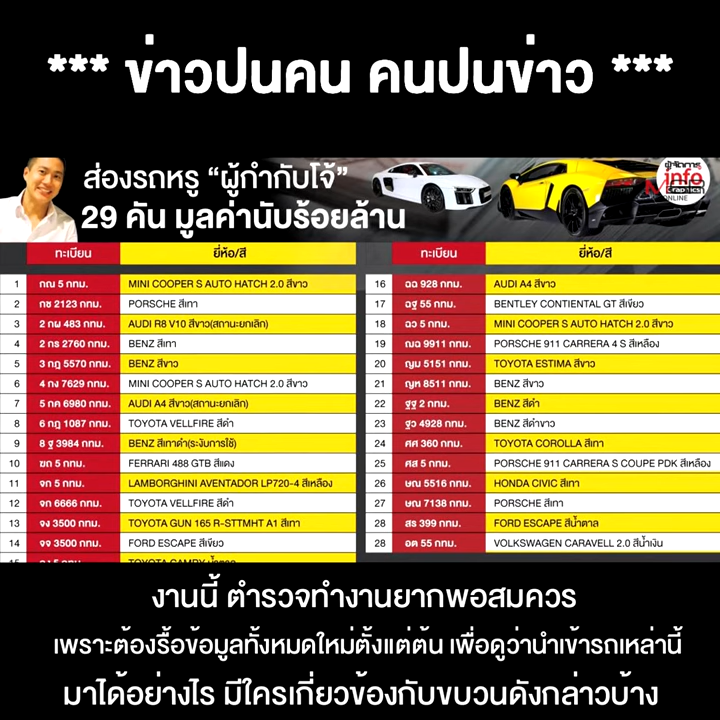 *** ข่าวปนคน คนปนข่าว ***
ส่องรถหรู “ผู้กำกับโจ้”
29 คัน มูลค่านับร้อยล้าน
ผู้จัดการ
info
Graphics
ONLINE
ทะเบียน ยี่ห้อ/สี
1 กณ 5 กทม. MINI COOPER S AUTO HATCH 2.0 สีขาว
2 กช 2123 กทม. PORSCHE สีเทา
3 2 กผ 483 กทม. AUDI R8 V10 สีขาว(สถานะยกเลิก)
4 2 กร 2760 กทม. BENZ สีเทา
5 3 กฎ 5570 กทม. BENZ สีขาว
6 4 กง 7629 กทม. MINI COOPER S AUTO HATCH 2.0 สีขาว
7 5 กค 6980 กทม. AUDI A4 สีขาว(สถานะยกเลิก)
8 6 กฎ 1087 กทม. TOYOTA VELLFIRE สีดำ
9 8 ฐ 3984 กทม. BENZ สีเทาดำ(ระงับการใช้)
10 ฆถ 5 กทม. FERRARI 488 GTB สีแดง
11 จก 5 กทม. LAMBORGHINI AVENTADOR LP720-4 สีเหลือง
12 จก 6666 กทม. TOYOTA VELLFIRE สีดำ
13 จง 3500 กทม. TOYOTA GUN 165 R-STTMHT A1 สีเทา
14 จจ 3500 กทม. FORD ESCAPE สีเขียว
ทะเบียน ยี่ห้อ/สี
16 ฉฉ 928 กทม. AUDI A4 สีขาว
17 ฉฐ 55 กทม. BENTLEY CONTIENTAL GT สีเขียว
18 ฉว 5 กทม. MINI COOPER S AUTO HATCH 2.0 สีขาว
19 ฌฉ 9911 กทม. PORSCHE 911 CARRERA 4 S สีเหลือง
20 ญม 5151 กทม. TOYOTA ESTIMA สีขาว
21 ญห 8511 กทม. BENZ สีขาว
22 ฐฐ 2 กทม. BENZ สีดำ
23 ฐว 4928 กทม. BENZ สีดำขาว
24 ศศ 360 กทม. TOYOTA COROLLA สีเทา
25 ศส 5 กทม. PORSCHE 911 CARRERA S COUPE PDK สีเหลือง
26 ษณ 5516 กทม. HONDA CIVIC สีเทา
27 ษณ 7138 กทม. PORSCHE สีเทา
28 สร 399 กทม. FORD ESCAPE สีน้ำตาล
28 อต 55 กทม. VOLKSWAGEN CARAVELL 2.0 สีน้ำเงิน
งานนี้ ตำรวจทำงานยากพอสมควร
เพราะต้องรื้อข้อมูลทั้งหมดใหม่ตั้งแต่ต้น เพื่อดูว่านำเข้ารถเหล่านี้
มาได้อย่างไร มีใครเกี่ยวข้องกับขบวนดังกล่าวบ้าง